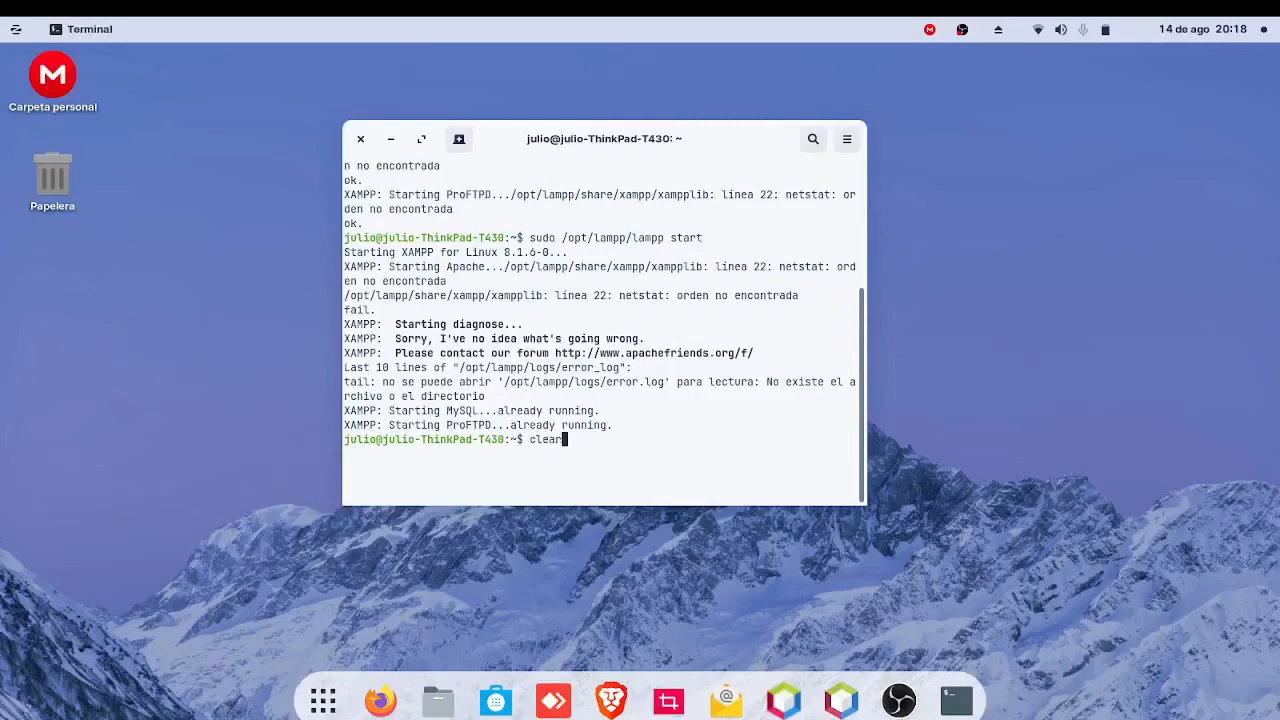 Terminal
14 de ago 20:18
Carpeta personal
Papelera
julio@julio-ThinkPad-T430: ~
n no encontrada
ok.
XAMPP: Starting ProFTPD.../opt/lampp/share/xampp/xampplib: línea 22: netstat: or
den no encontrada
ok.
julio@julio-ThinkPad-T430:~$ sudo /opt/lampp/lampp start
Starting XAMPP for Linux 8.1.6-0...
XAMPP: Starting Apache.../opt/lampp/share/xampp/xampplib: línea 22: netstat: ord
en no encontrada
/opt/lampp/share/xampp/xampplib: línea 22: netstat: orden no encontrada
fail.
XAMPP:  Starting diagnose...
XAMPP:  Sorry, I've no idea what's going wrong.
XAMPP:  Please contact our forum http://www.apachefriends.org/f/
Last 10 lines of "/opt/lampp/logs/error_log":
tail: no se puede abrir '/opt/lampp/logs/error.log' para lectura: No existe el a
rchivo o el directorio
XAMPP: Starting MySQL...already running.
XAMPP: Starting ProFTPD...already running.
julio@julio-ThinkPad-T430:~$ clear